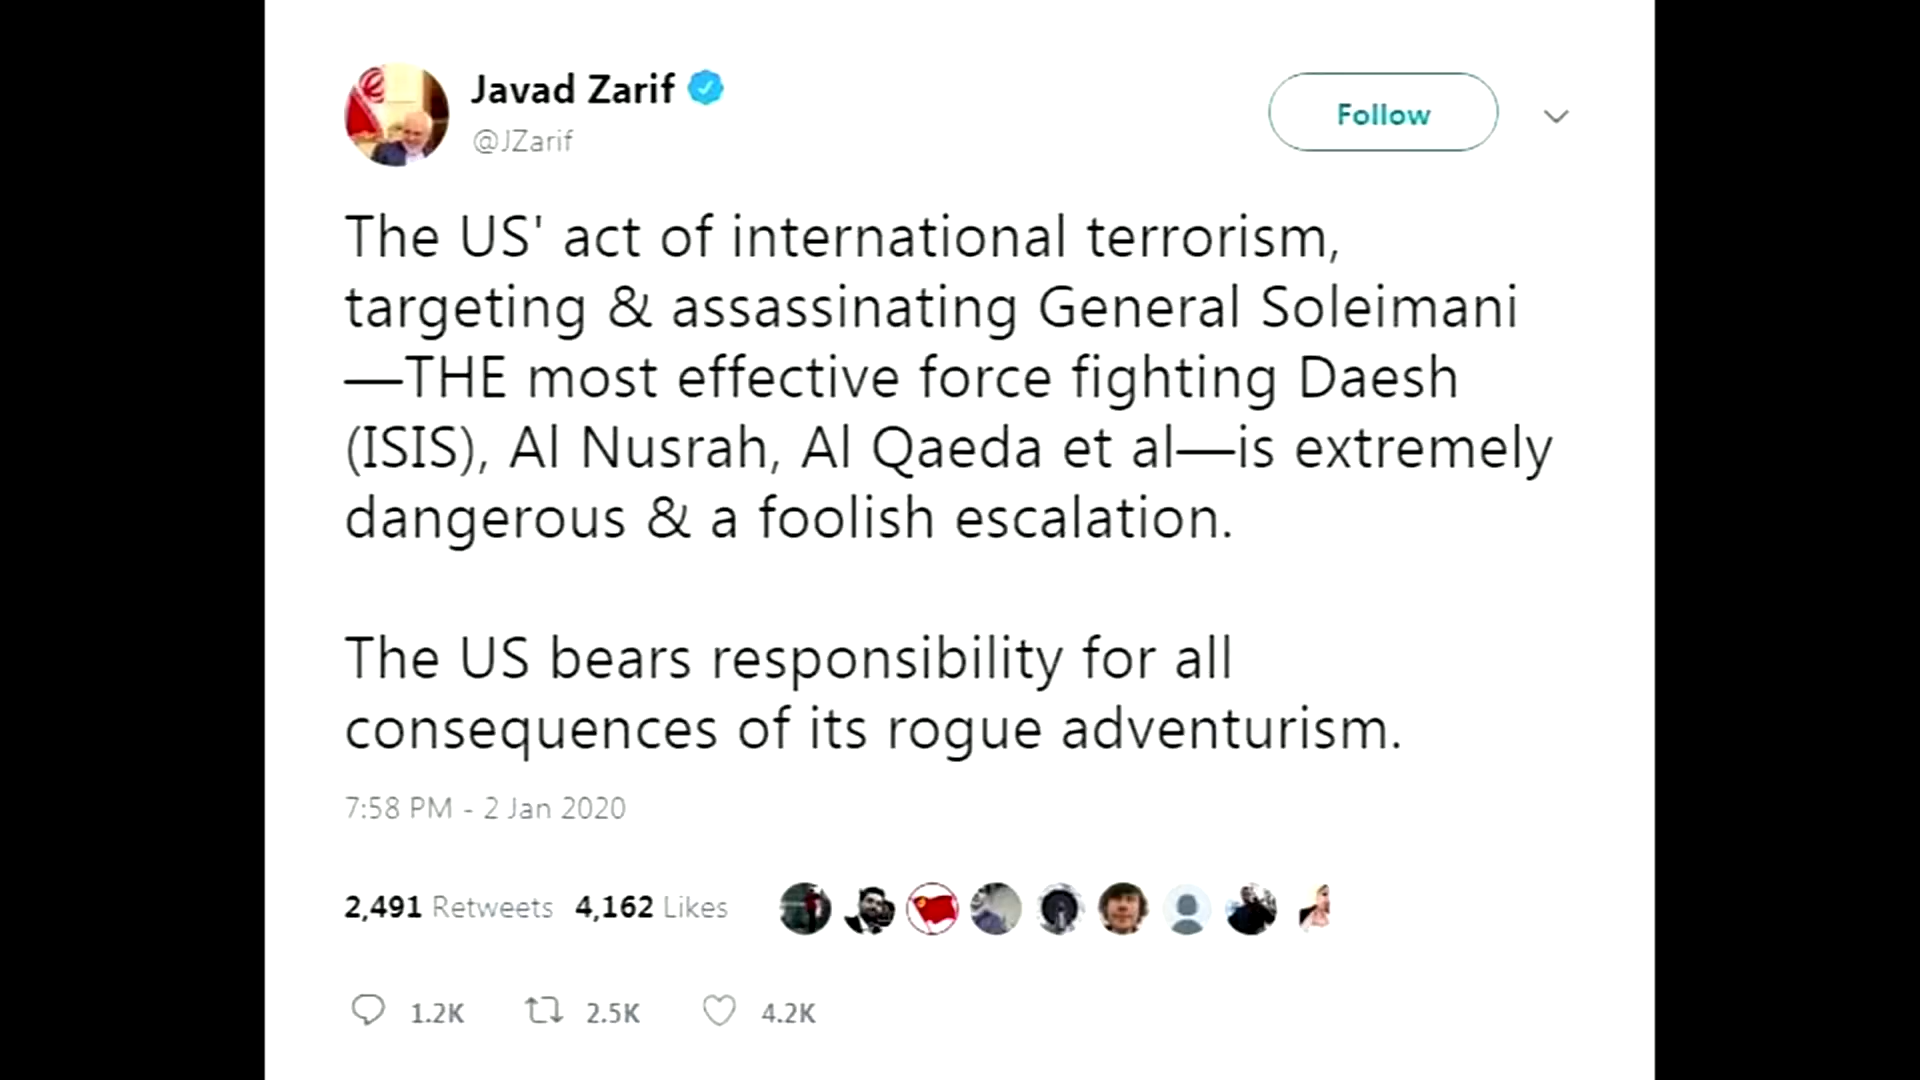 Javad Zarif
@JZarif
Follow
The US' act of international terrorism,
targeting & assassinating General Soleimani
—THE most effective force fighting Daesh
(ISIS), Al Nusrah, Al Qaeda et al—is extremely
dangerous & a foolish escalation.
The US bears responsibility for all
consequences of its rogue adventurism.
7:58 PM - 2 Jan 2020
2,491 Retweets 4,162 Likes
1.2K 2.5K 4.2K